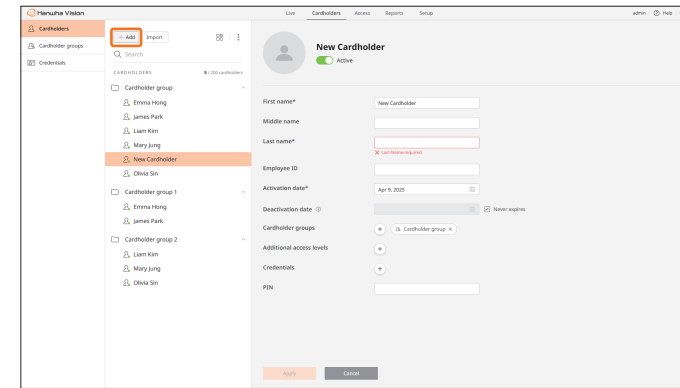 Hanwha Vision
Live Cardholders Access Reports Setup
admin Help
Cardholders
Cardholder groups
Credentials
+ Add Import
Search
CARDHOLDERS 5 / 250 cardholders
Cardholder group
Emma Hong
James Park
Liam Kim
Mary Jung
New Cardholder
Olivia Sin
Cardholder group 1
Emma Hong
James Park
Cardholder group 2
Liam Kim
Mary Jung
Olivia Sin
New Cardholder
Active
First name* New Cardholder
Middle name
Last name*
Last Name required
Employee ID
Activation date* Apr 9, 2025
Deactivation date Never expires
Cardholder groups + Cardholder group ×
Additional access levels +
Credentials +
PIN
Apply Cancel